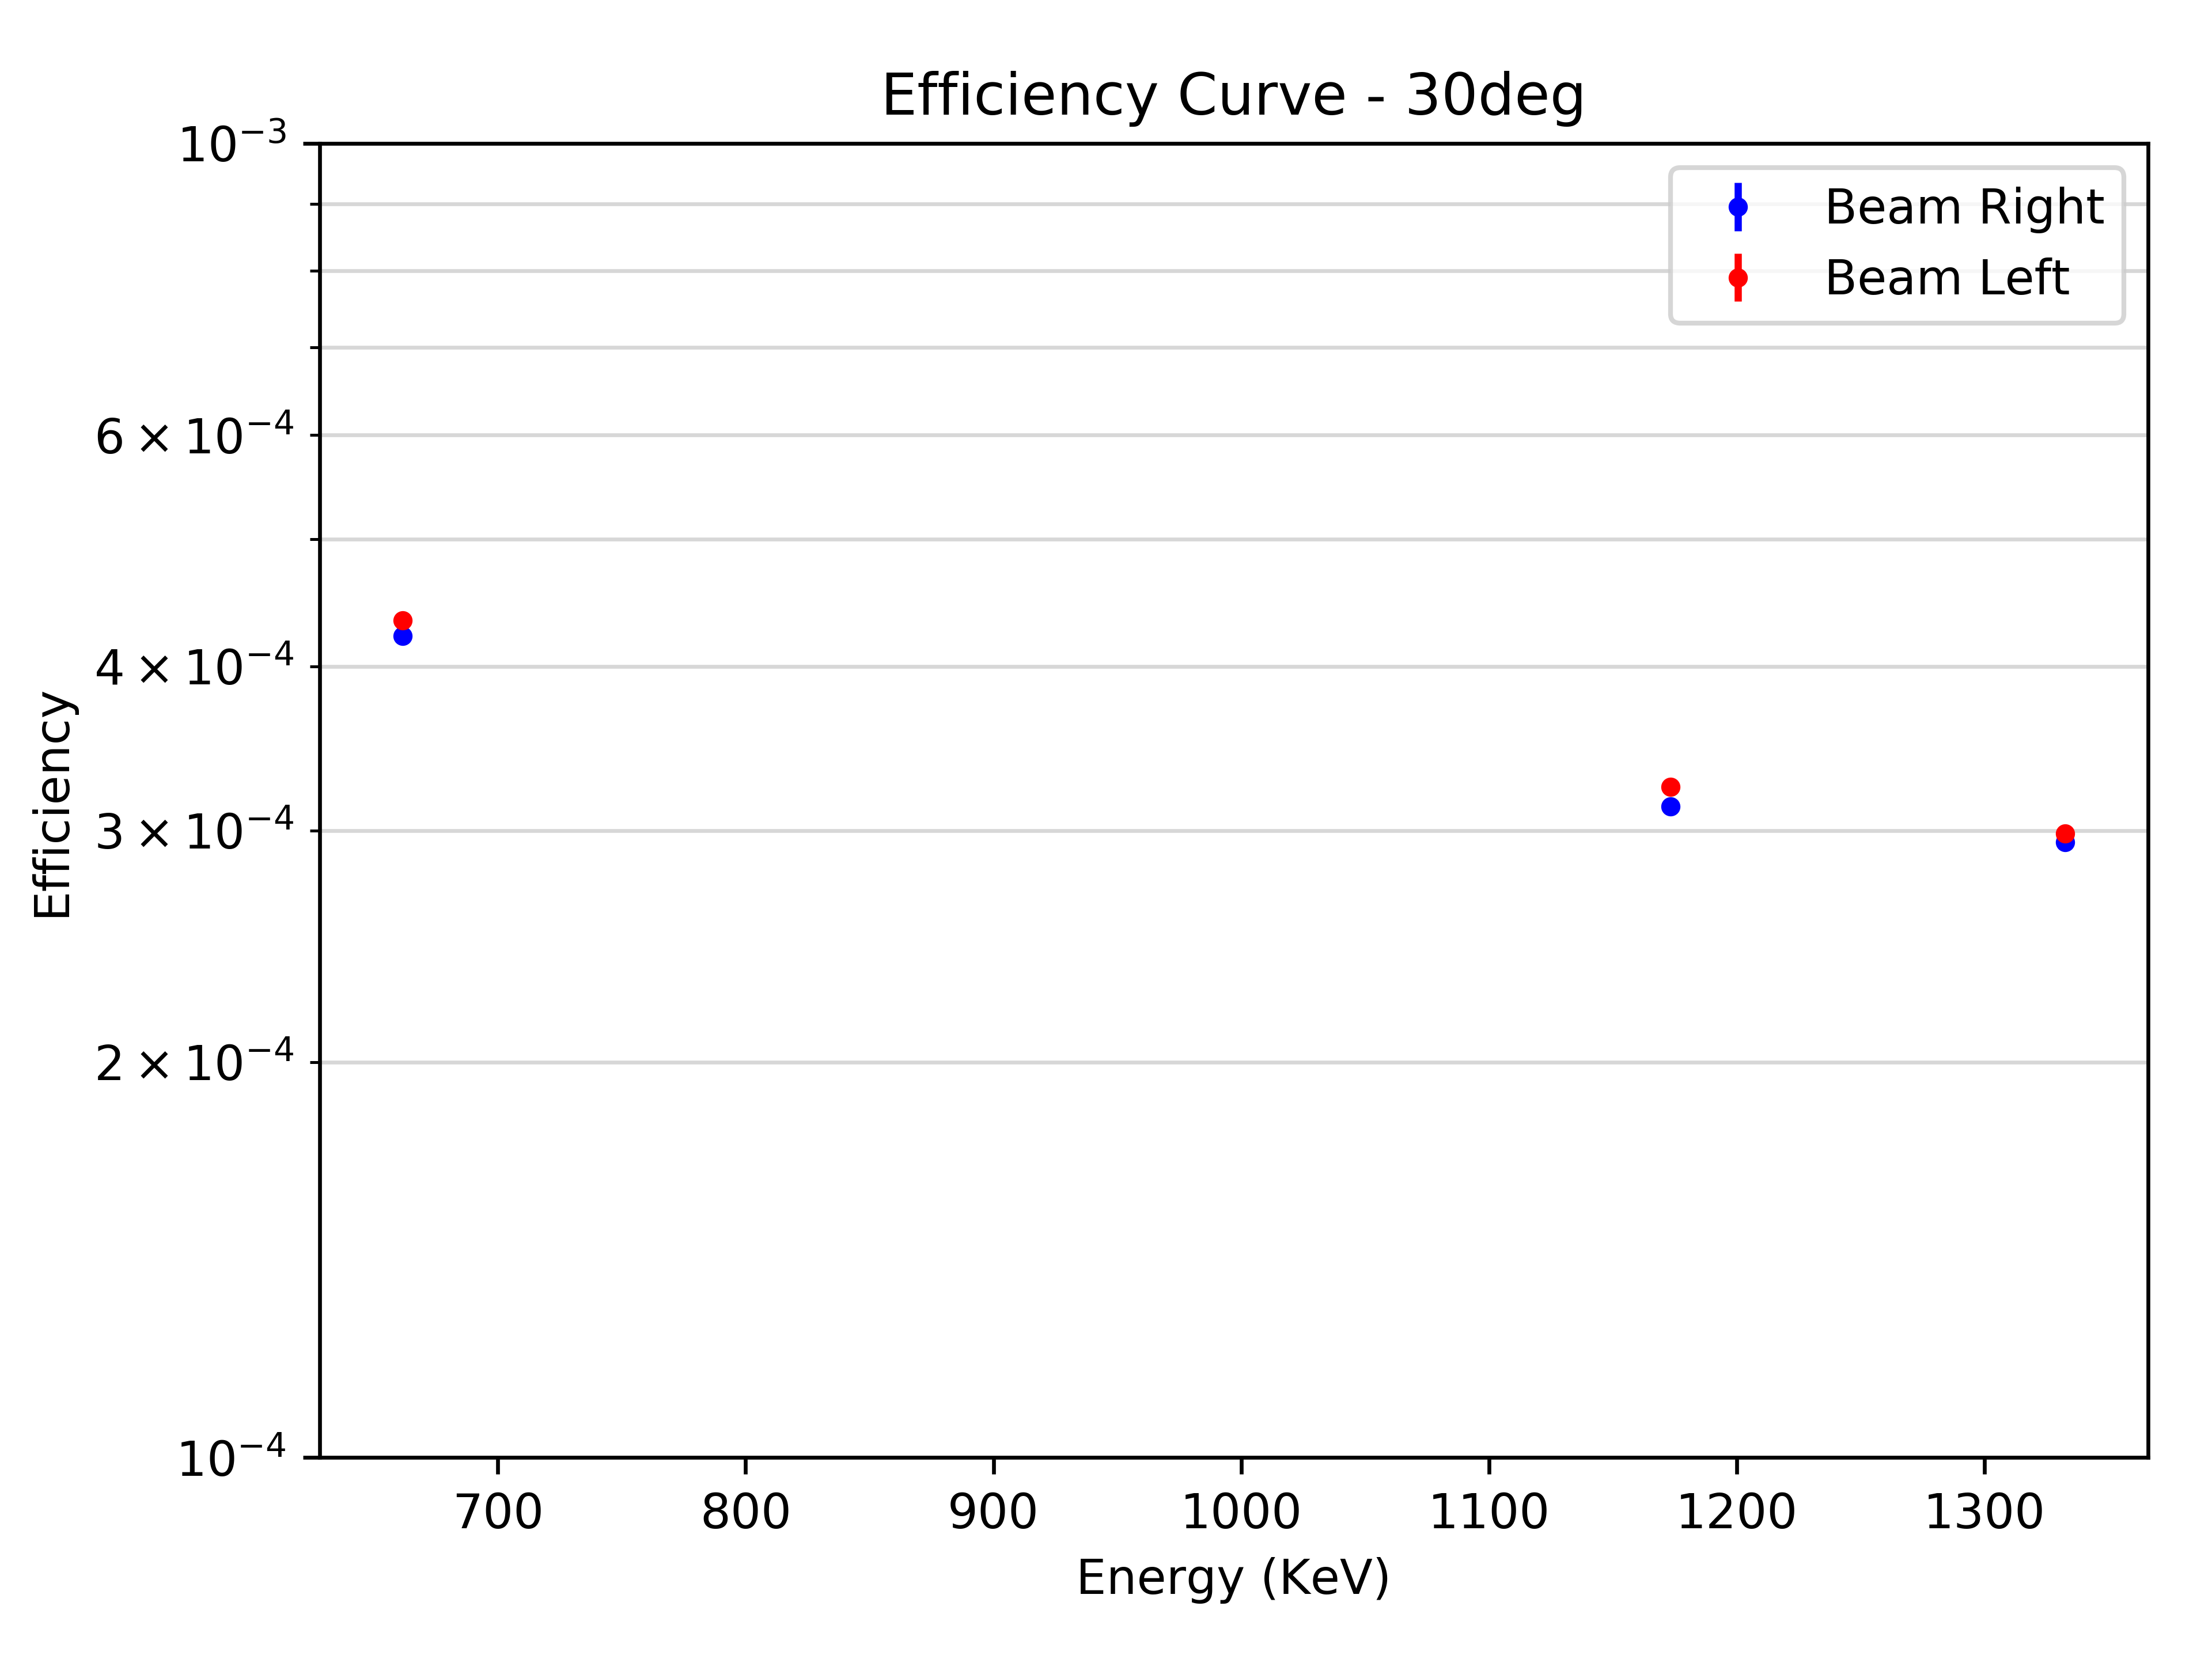 Efficiency Curve - 30deg
10⁻³
6 × 10⁻⁴
4 × 10⁻⁴
3 × 10⁻⁴
2 × 10⁻⁴
10⁻⁴
Efficiency
Beam Right
Beam Left
700 800 900 1000 1100 1200 1300
Energy (KeV)